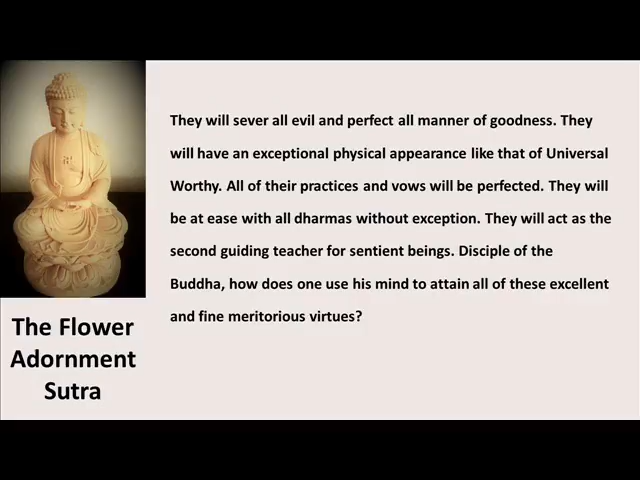 They will sever all evil and perfect all manner of goodness. They
will have an exceptional physical appearance like that of Universal
Worthy. All of their practices and vows will be perfected. They will
be at ease with all dharmas without exception. They will act as the
second guiding teacher for sentient beings. Disciple of the
Buddha, how does one use his mind to attain all of these excellent
and fine meritorious virtues?
The Flower
Adornment
Sutra